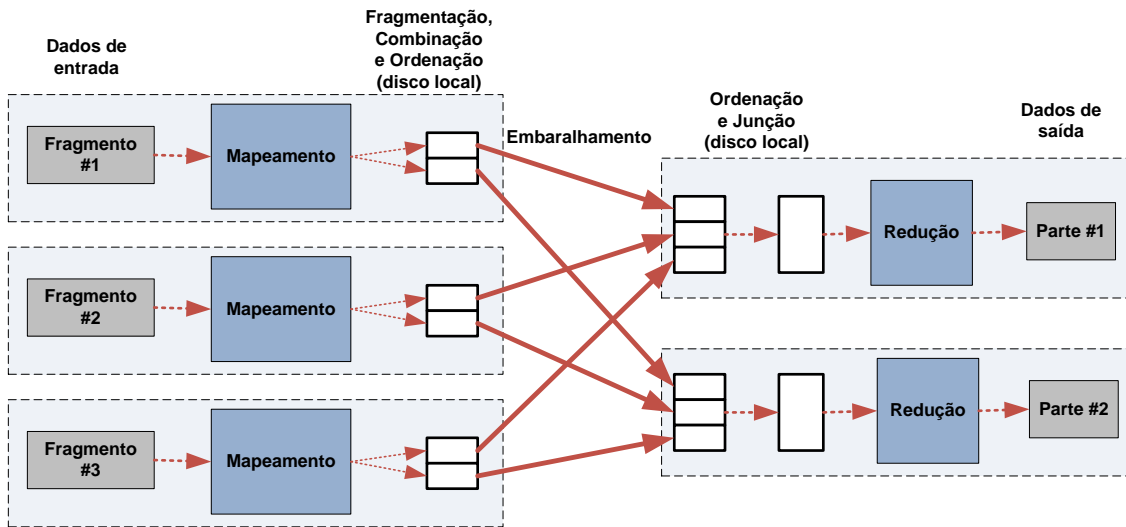 Dados de
entrada
Fragmentação,
Combinação
e Ordenação
(disco local)
Embaralhamento
Ordenação
e Junção
(disco local)
Dados de
saída
Fragmento
#1
Mapeamento
Redução
Parte #1
Fragmento
#2
Mapeamento
Redução
Parte #2
Fragmento
#3
Mapeamento